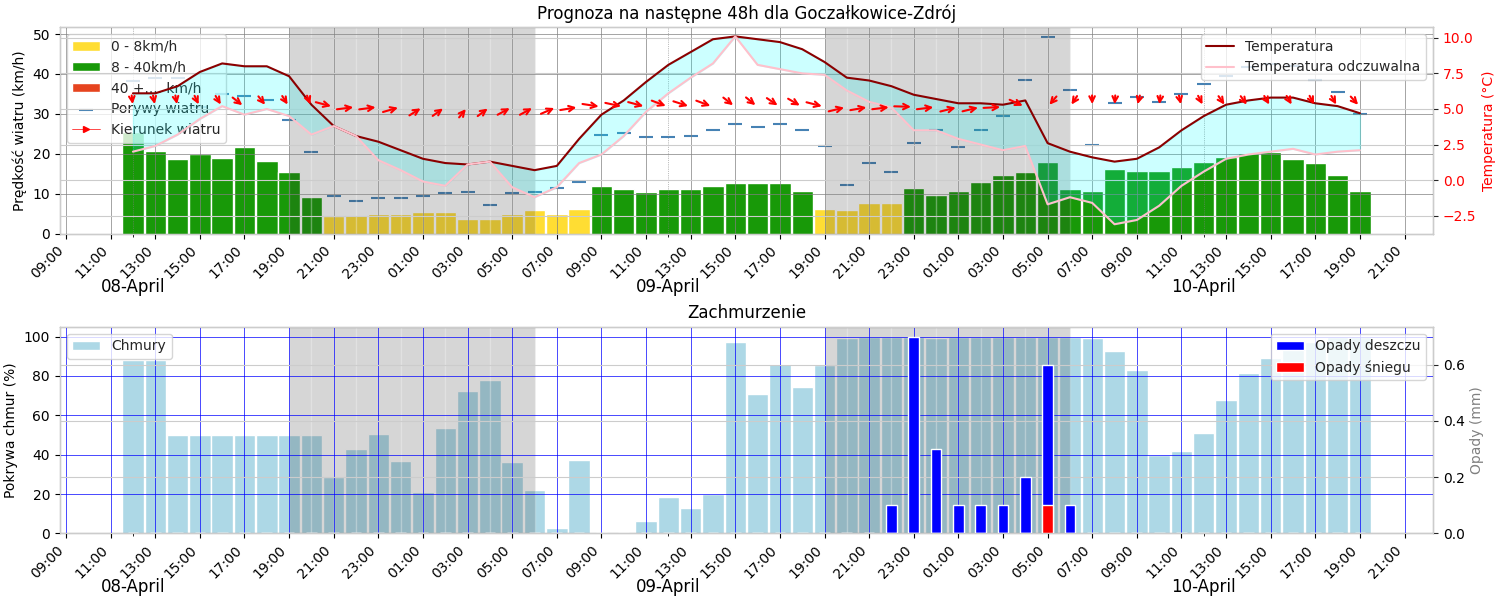 Prognoza na następne 48h dla Goczałkowice-Zdrój
Prędkość wiatru (km/h)
50
40
30
20
10
0
0 - 8km/h
8 - 40km/h
40 +... km/h
Porywy wiatru
Kierunek wiatru
Temperatura
Temperatura odczuwalna
10.0
7.5
5.0
2.5
0.0
−2.5
Temperatura (°C)
09:00 11:00 13:00 15:00 17:00 19:00 21:00 23:00 01:00 03:00 05:00 07:00 09:00 11:00 13:00 15:00 17:00 19:00 21:00 23:00 01:00 03:00 05:00 07:00 09:00 11:00 13:00 15:00 17:00 19:00 21:00
08-April 09-April 10-April
Zachmurzenie
Pokrywa chmur (%)
100
80
60
40
20
0
Chmury
Opady deszczu
Opady śniegu
0.6
0.4
0.2
0.0
Opady (mm)
09:00 11:00 13:00 15:00 17:00 19:00 21:00 23:00 01:00 03:00 05:00 07:00 09:00 11:00 13:00 15:00 17:00 19:00 21:00 23:00 01:00 03:00 05:00 07:00 09:00 11:00 13:00 15:00 17:00 19:00 21:00
08-April 09-April 10-April